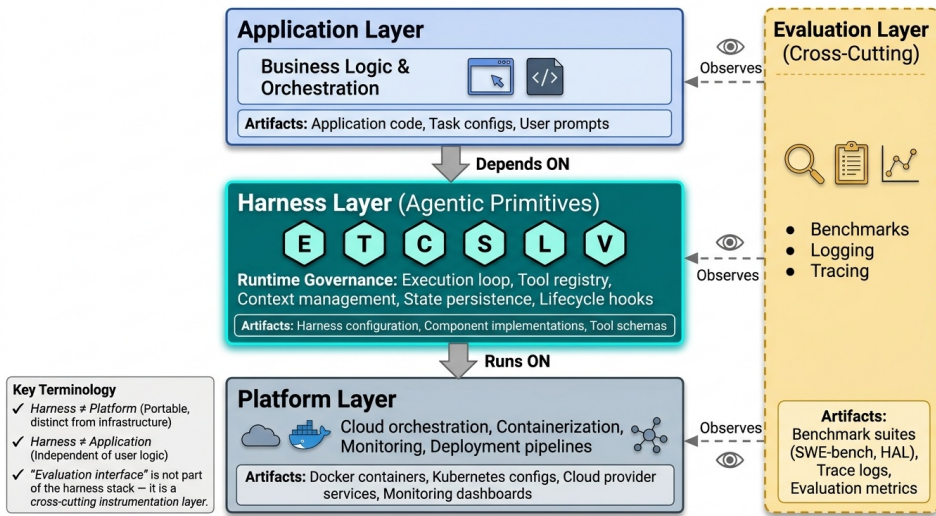 Application Layer
Business Logic &
Orchestration
</>
Artifacts: Application code, Task configs, User prompts
Depends ON
Harness Layer (Agentic Primitives)
E T C S L V
Runtime Governance: Execution loop, Tool registry,
Context management, State persistence, Lifecycle hooks
Artifacts: Harness configuration, Component implementations, Tool schemas
Runs ON
Platform Layer
Cloud orchestration, Containerization,
Monitoring, Deployment pipelines
Artifacts: Docker containers, Kubernetes configs, Cloud provider
services, Monitoring dashboards
Observes
Observes
Observes
Evaluation Layer
(Cross-Cutting)
● Benchmarks
● Logging
● Tracing
Artifacts:
Benchmark suites
(SWE-bench, HAL),
Trace logs,
Evaluation metrics
Key Terminology
✓ Harness ≠ Platform (Portable,
distinct from infrastructure)
✓ Harness ≠ Application
(Independent of user logic)
✓ "Evaluation interface" is not part
of the harness stack — it is a
cross-cutting instrumentation layer.